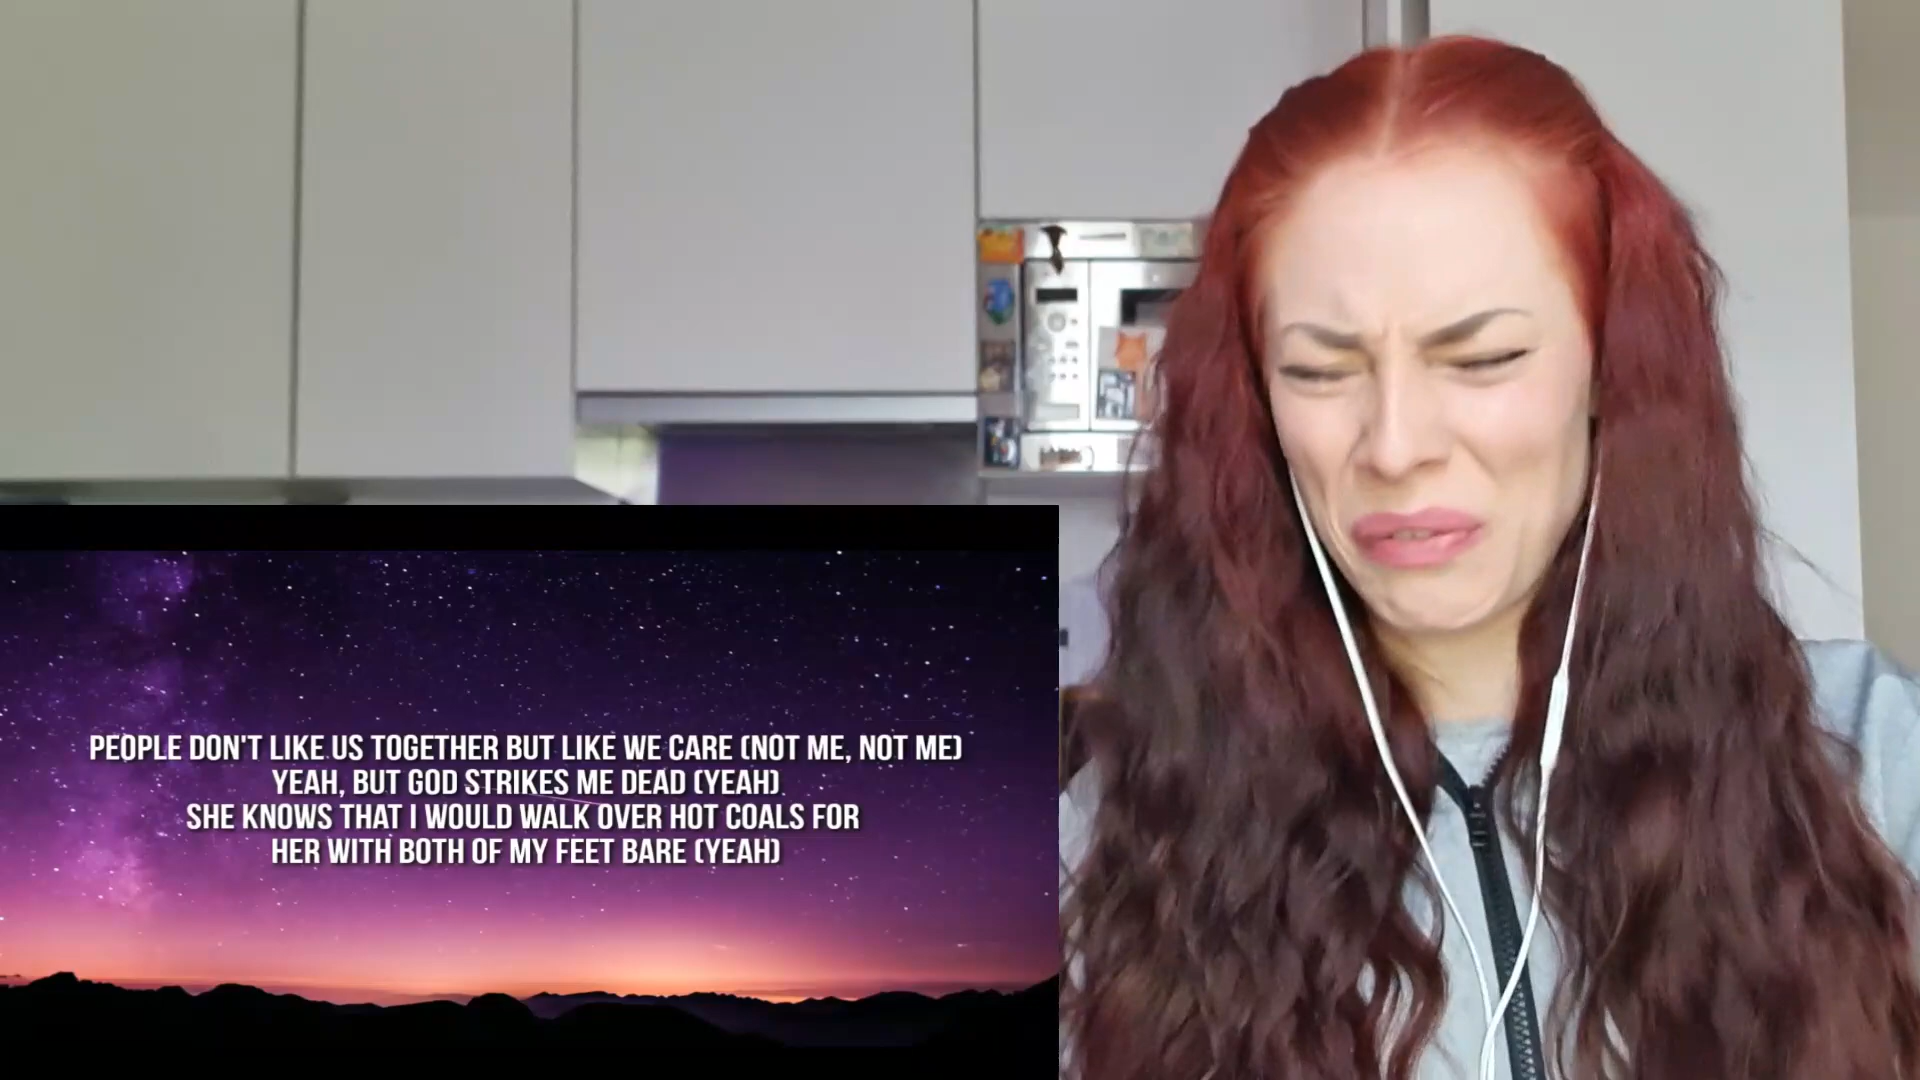 PEOPLE DON'T LIKE US TOGETHER BUT LIKE WE CARE (NOT ME, NOT ME)
YEAH, BUT GOD STRIKES ME DEAD (YEAH)
SHE KNOWS THAT I WOULD WALK OVER HOT COALS FOR
HER WITH BOTH OF MY FEET BARE (YEAH)